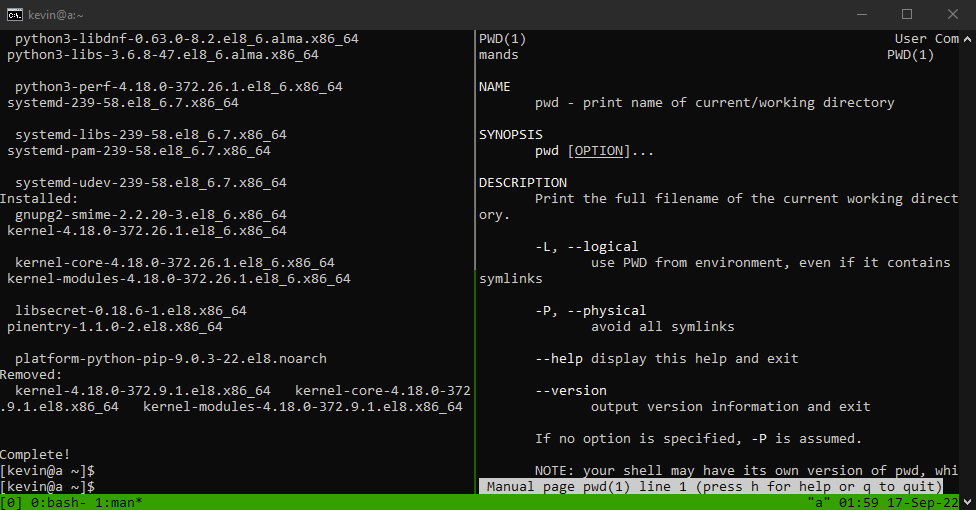 kevin@a:~
python3-libdnf-0.63.0-8.2.el8_6.alma.x86_64
python3-libs-3.6.8-47.el8_6.alma.x86_64
python3-perf-4.18.0-372.26.1.el8_6.x86_64
systemd-239-58.el8_6.7.x86_64
systemd-libs-239-58.el8_6.7.x86_64
systemd-pam-239-58.el8_6.7.x86_64
systemd-udev-239-58.el8_6.7.x86_64
Installed:
gnupg2-smime-2.2.20-3.el8_6.x86_64
kernel-4.18.0-372.26.1.el8_6.x86_64
kernel-core-4.18.0-372.26.1.el8_6.x86_64
kernel-modules-4.18.0-372.26.1.el8_6.x86_64
libsecret-0.18.6-1.el8.x86_64
pinentry-1.1.0-2.el8.x86_64
platform-python-pip-9.0.3-22.el8.noarch
Removed:
kernel-4.18.0-372.9.1.el8.x86_64   kernel-core-4.18.0-372
.9.1.el8.x86_64   kernel-modules-4.18.0-372.9.1.el8.x86_64
Complete!
[kevin@a ~]$
[kevin@a ~]$
PWD(1) User Com
mands PWD(1)
NAME
pwd - print name of current/working directory
SYNOPSIS
pwd [OPTION]...
DESCRIPTION
Print the full filename of the current working direct
ory.
-L, --logical
use PWD from environment, even if it contains
symlinks
-P, --physical
avoid all symlinks
--help display this help and exit
--version
output version information and exit
If no option is specified, -P is assumed.
NOTE: your shell may have its own version of pwd, whi
Manual page pwd(1) line 1 (press h for help or q to quit)
[0] 0:bash- 1:man* "a" 01:59 17-Sep-22